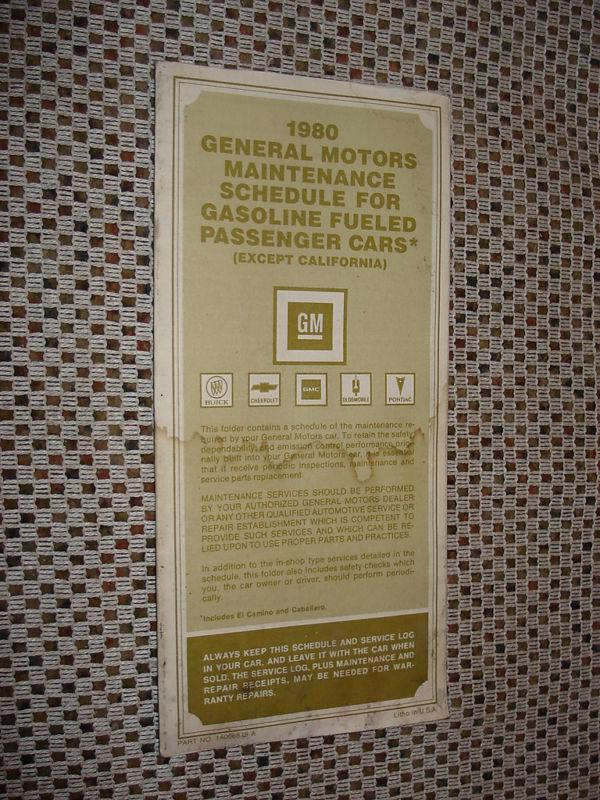 1980
GENERAL MOTORS
MAINTENANCE
SCHEDULE FOR
GASOLINE FUELED
PASSENGER CARS*
(EXCEPT CALIFORNIA)
GM
BUICK CHEVROLET GMC OLDSMOBILE PONTIAC
This folder contains a schedule of the maintenance re-
quired by your General Motors car. To retain the safety,
dependability and emission control performance origi-
nally built into your General Motors car, it is essential
that it receive periodic inspections, maintenance and
service parts replacement.
MAINTENANCE SERVICES SHOULD BE PERFORMED
BY YOUR AUTHORIZED GENERAL MOTORS DEALER
OR ANY OTHER QUALIFIED AUTOMOTIVE SERVICE OR
REPAIR ESTABLISHMENT WHICH IS COMPETENT TO
PROVIDE SUCH SERVICES AND WHICH CAN BE RE-
LIED UPON TO USE PROPER PARTS AND PRACTICES.
In addition to the in-shop type services detailed in the
schedule, this folder also includes safety checks which
you, the car owner or driver, should perform periodi-
cally.
*Includes El Camino and Caballero.
ALWAYS KEEP THIS SCHEDULE AND SERVICE LOG
IN YOUR CAR, AND LEAVE IT WITH THE CAR WHEN
SOLD. THE SERVICE LOG, PLUS MAINTENANCE AND
REPAIR RECEIPTS, MAY BE NEEDED FOR WAR-
RANTY REPAIRS.
PART NO. A
Litho in U.S.A.